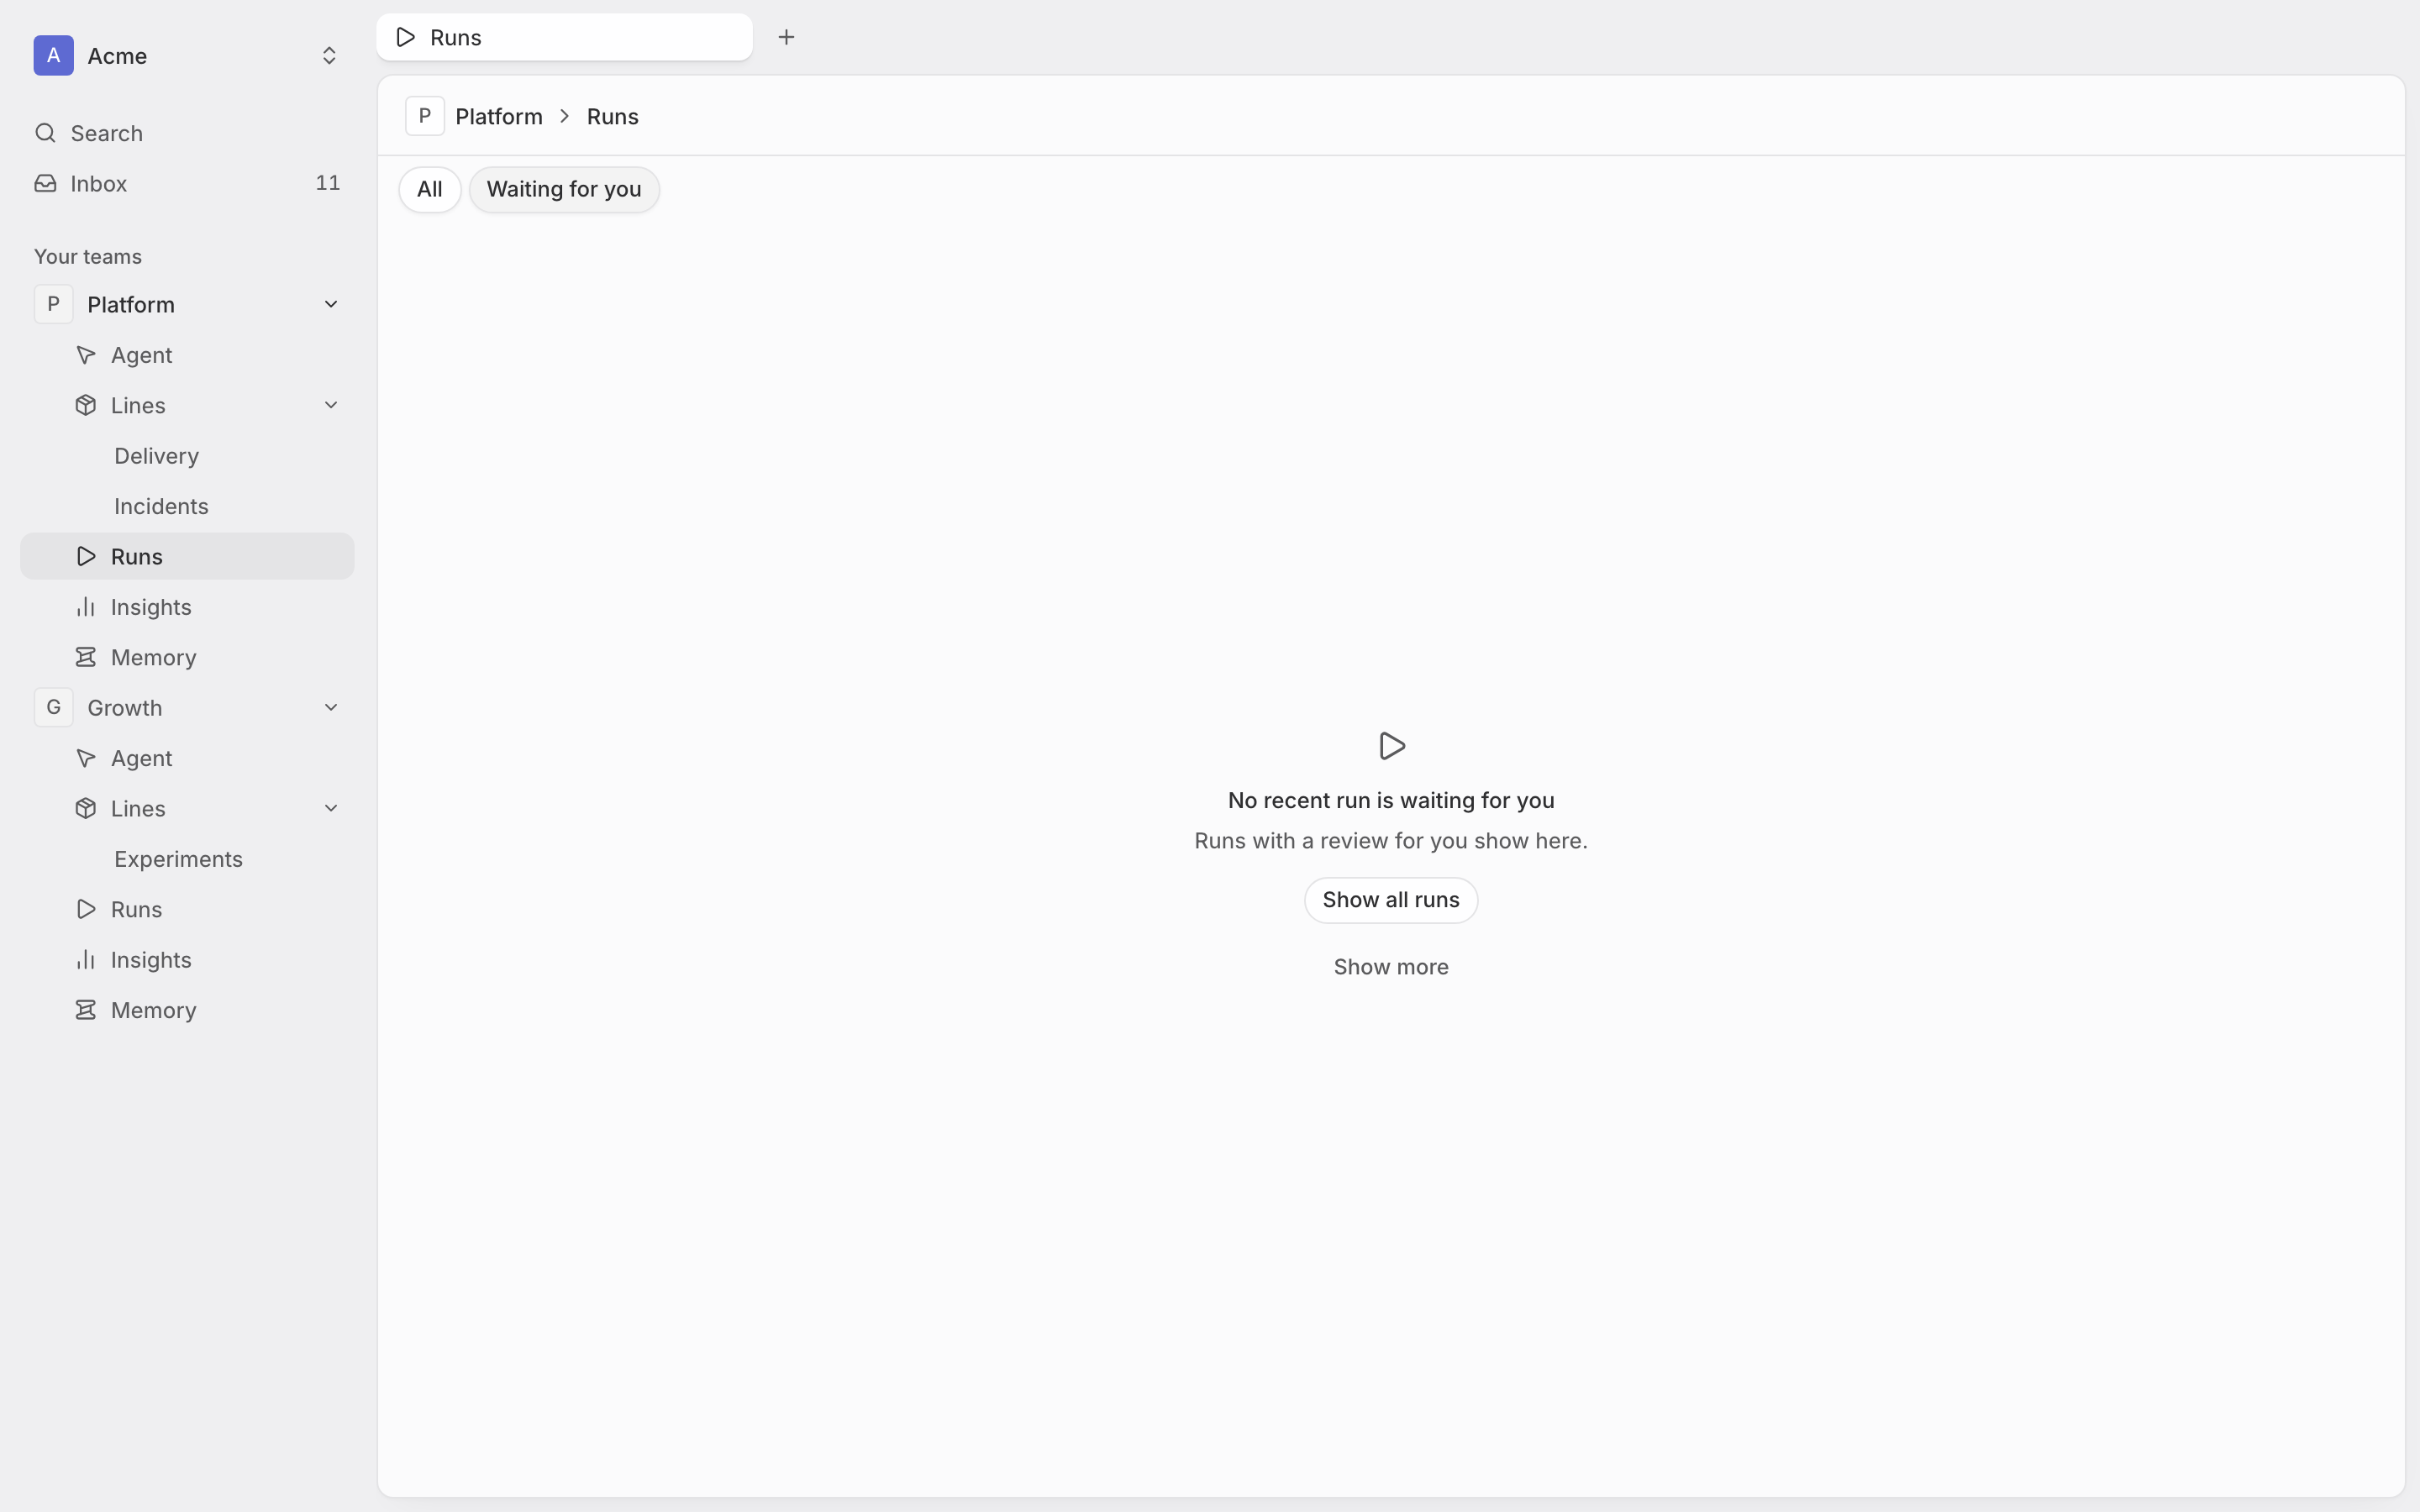 A Acme
Search
Inbox 11
Your teams
P Platform
Agent
Lines
Delivery
Incidents
Runs
Insights
Memory
G Growth
Agent
Lines
Experiments
Runs
Insights
Memory
Runs
P Platform > Runs
All Waiting for you
No recent run is waiting for you
Runs with a review for you show here.
Show all runs
Show more